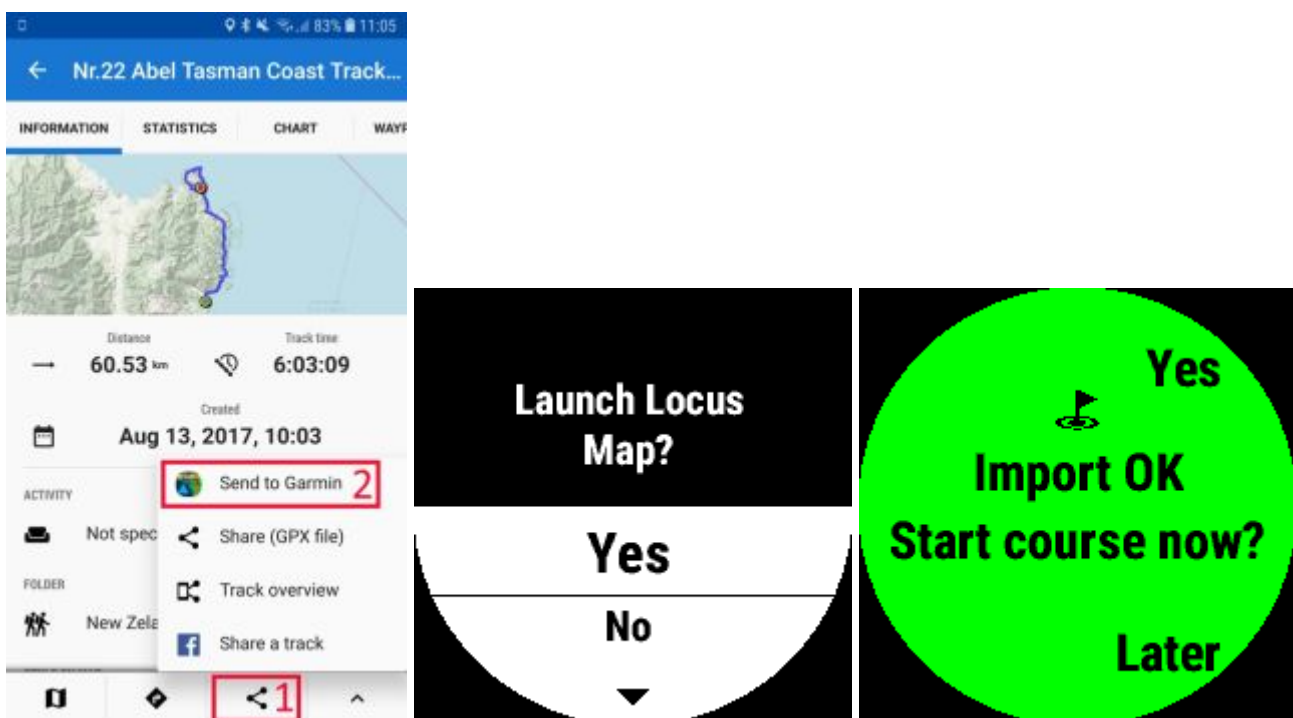 83% 11:05
Nr.22 Abel Tasman Coast Track...
INFORMATION STATISTICS CHART
Distance Track time
60.53 km 6:03:09
Created
Aug 13, 2017, 10:03
Send to Garmin 2
ACTIVITY
Not spec
Share (GPX file)
FOLDER
Track overview
New Zela
Share a track
1
Launch Locus
Map?
Yes
No
Yes
Import OK
Start course now?
Later